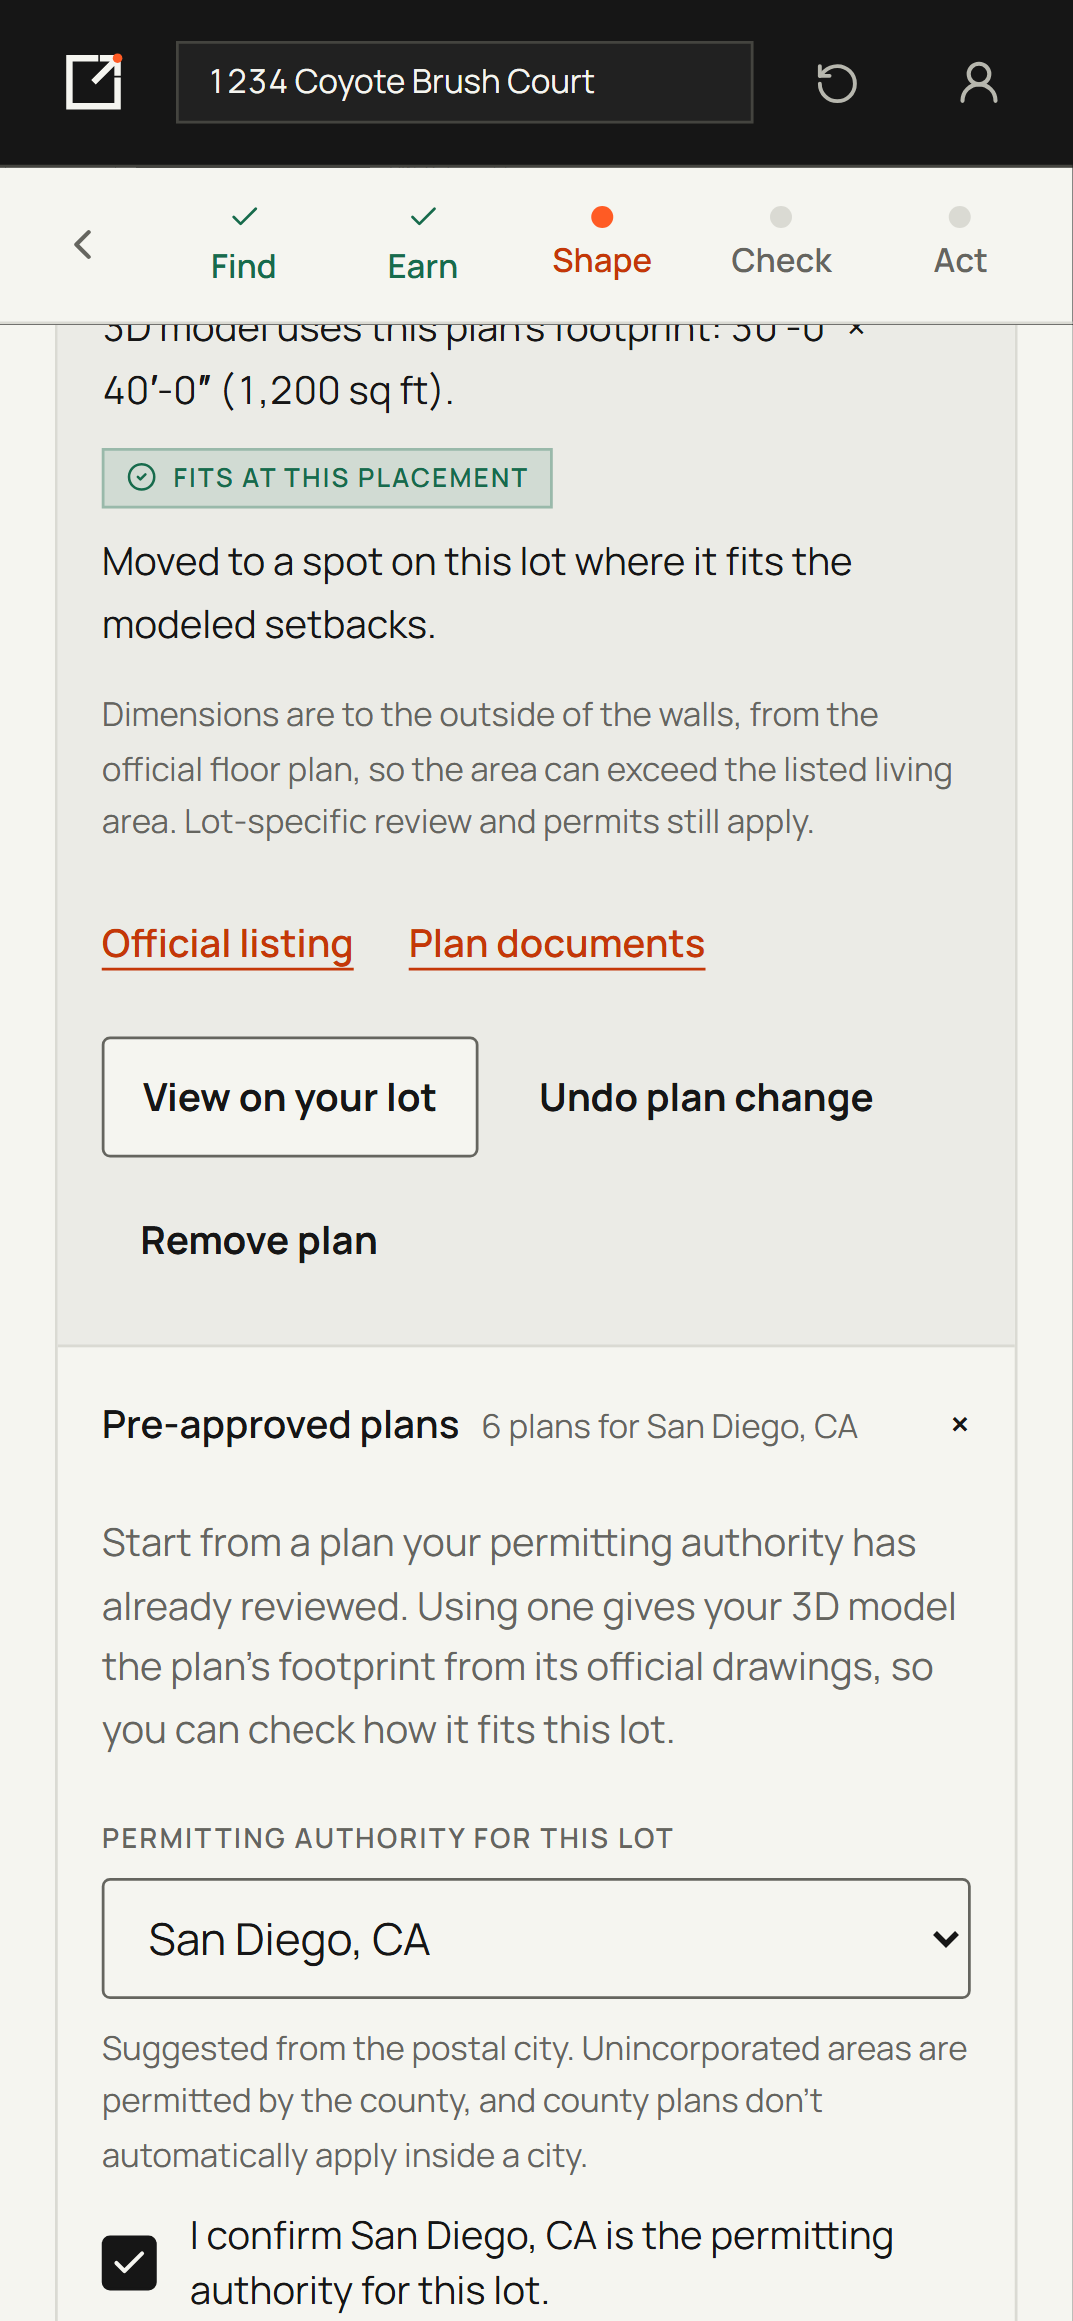 1234 Coyote Brush Court
Find
Earn
Shape
Check
Act
3D model uses this plan's footprint: 30′-0″ ×
40′-0″ (1,200 sq ft).
FITS AT THIS PLACEMENT
Moved to a spot on this lot where it fits the
modeled setbacks.
Dimensions are to the outside of the walls, from the
official floor plan, so the area can exceed the listed living
area. Lot-specific review and permits still apply.
Official listing Plan documents
View on your lot Undo plan change
Remove plan
Pre-approved plans 6 plans for San Diego, CA ×
Start from a plan your permitting authority has
already reviewed. Using one gives your 3D model
the plan’s footprint from its official drawings, so
you can check how it fits this lot.
PERMITTING AUTHORITY FOR THIS LOT
San Diego, CA
Suggested from the postal city. Unincorporated areas are
permitted by the county, and county plans don’t
automatically apply inside a city.
I confirm San Diego, CA is the permitting
authority for this lot.